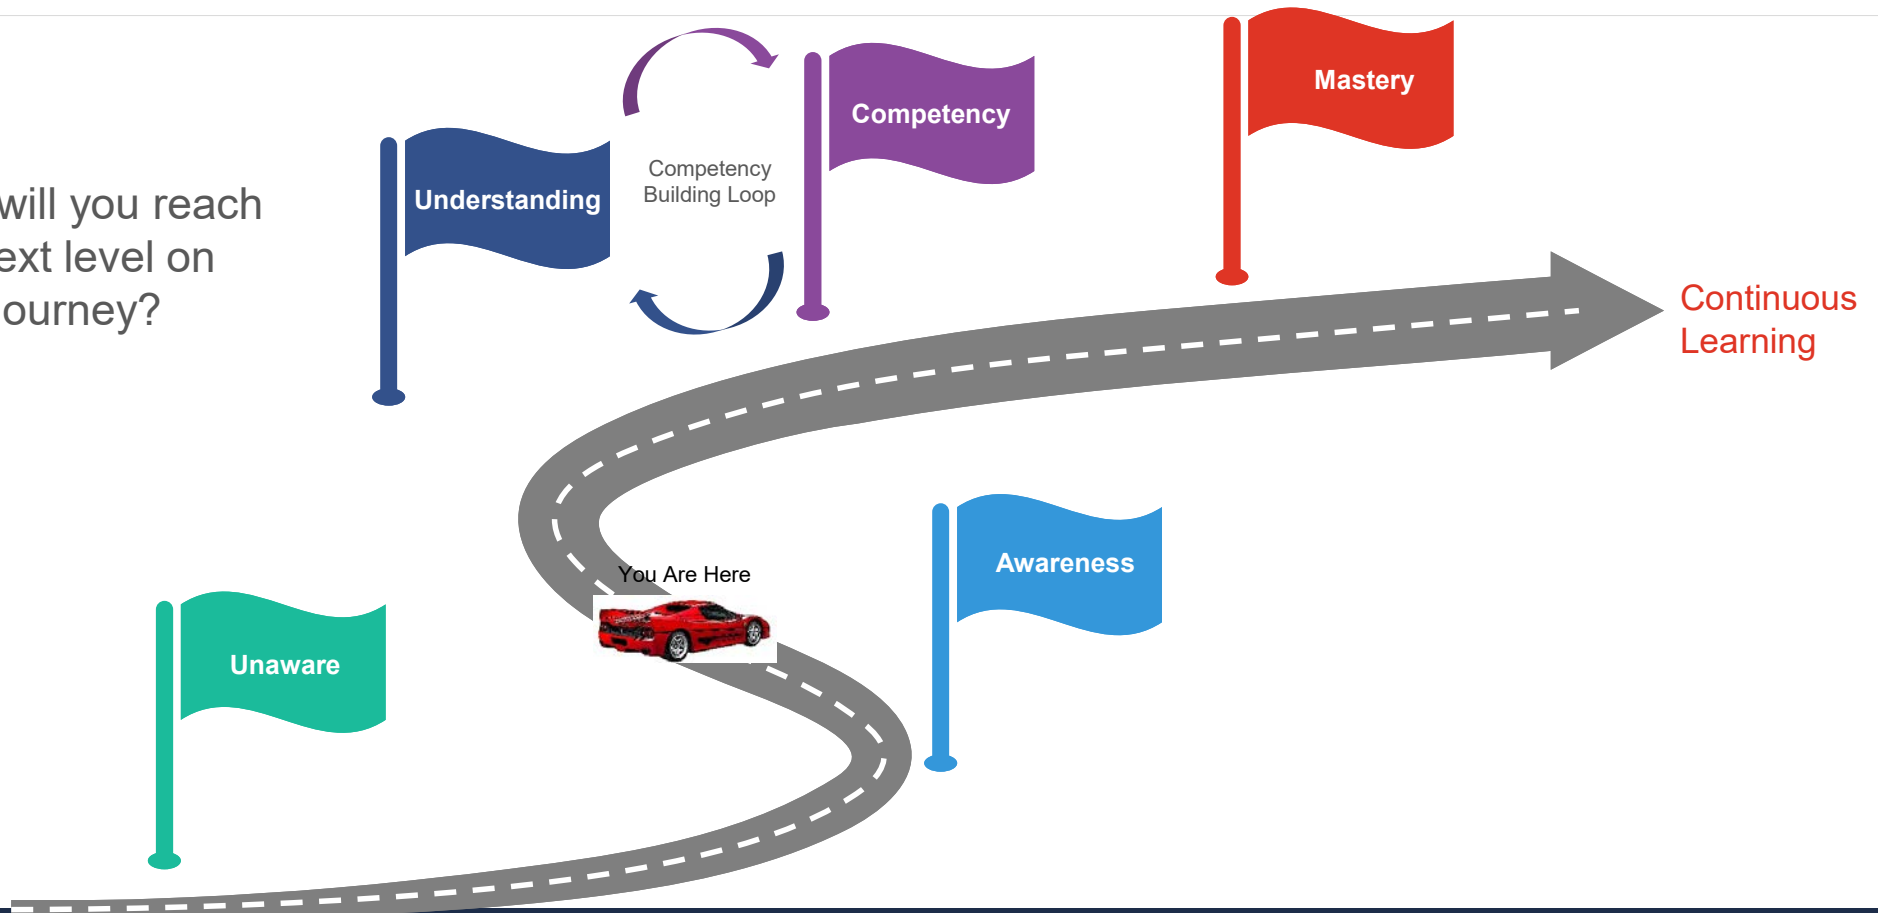 will you reach
ext level on
ourney?
Understanding
Competency
Building Loop
Competency
Mastery
Continuous
Learning
You Are Here
Awareness
Unaware